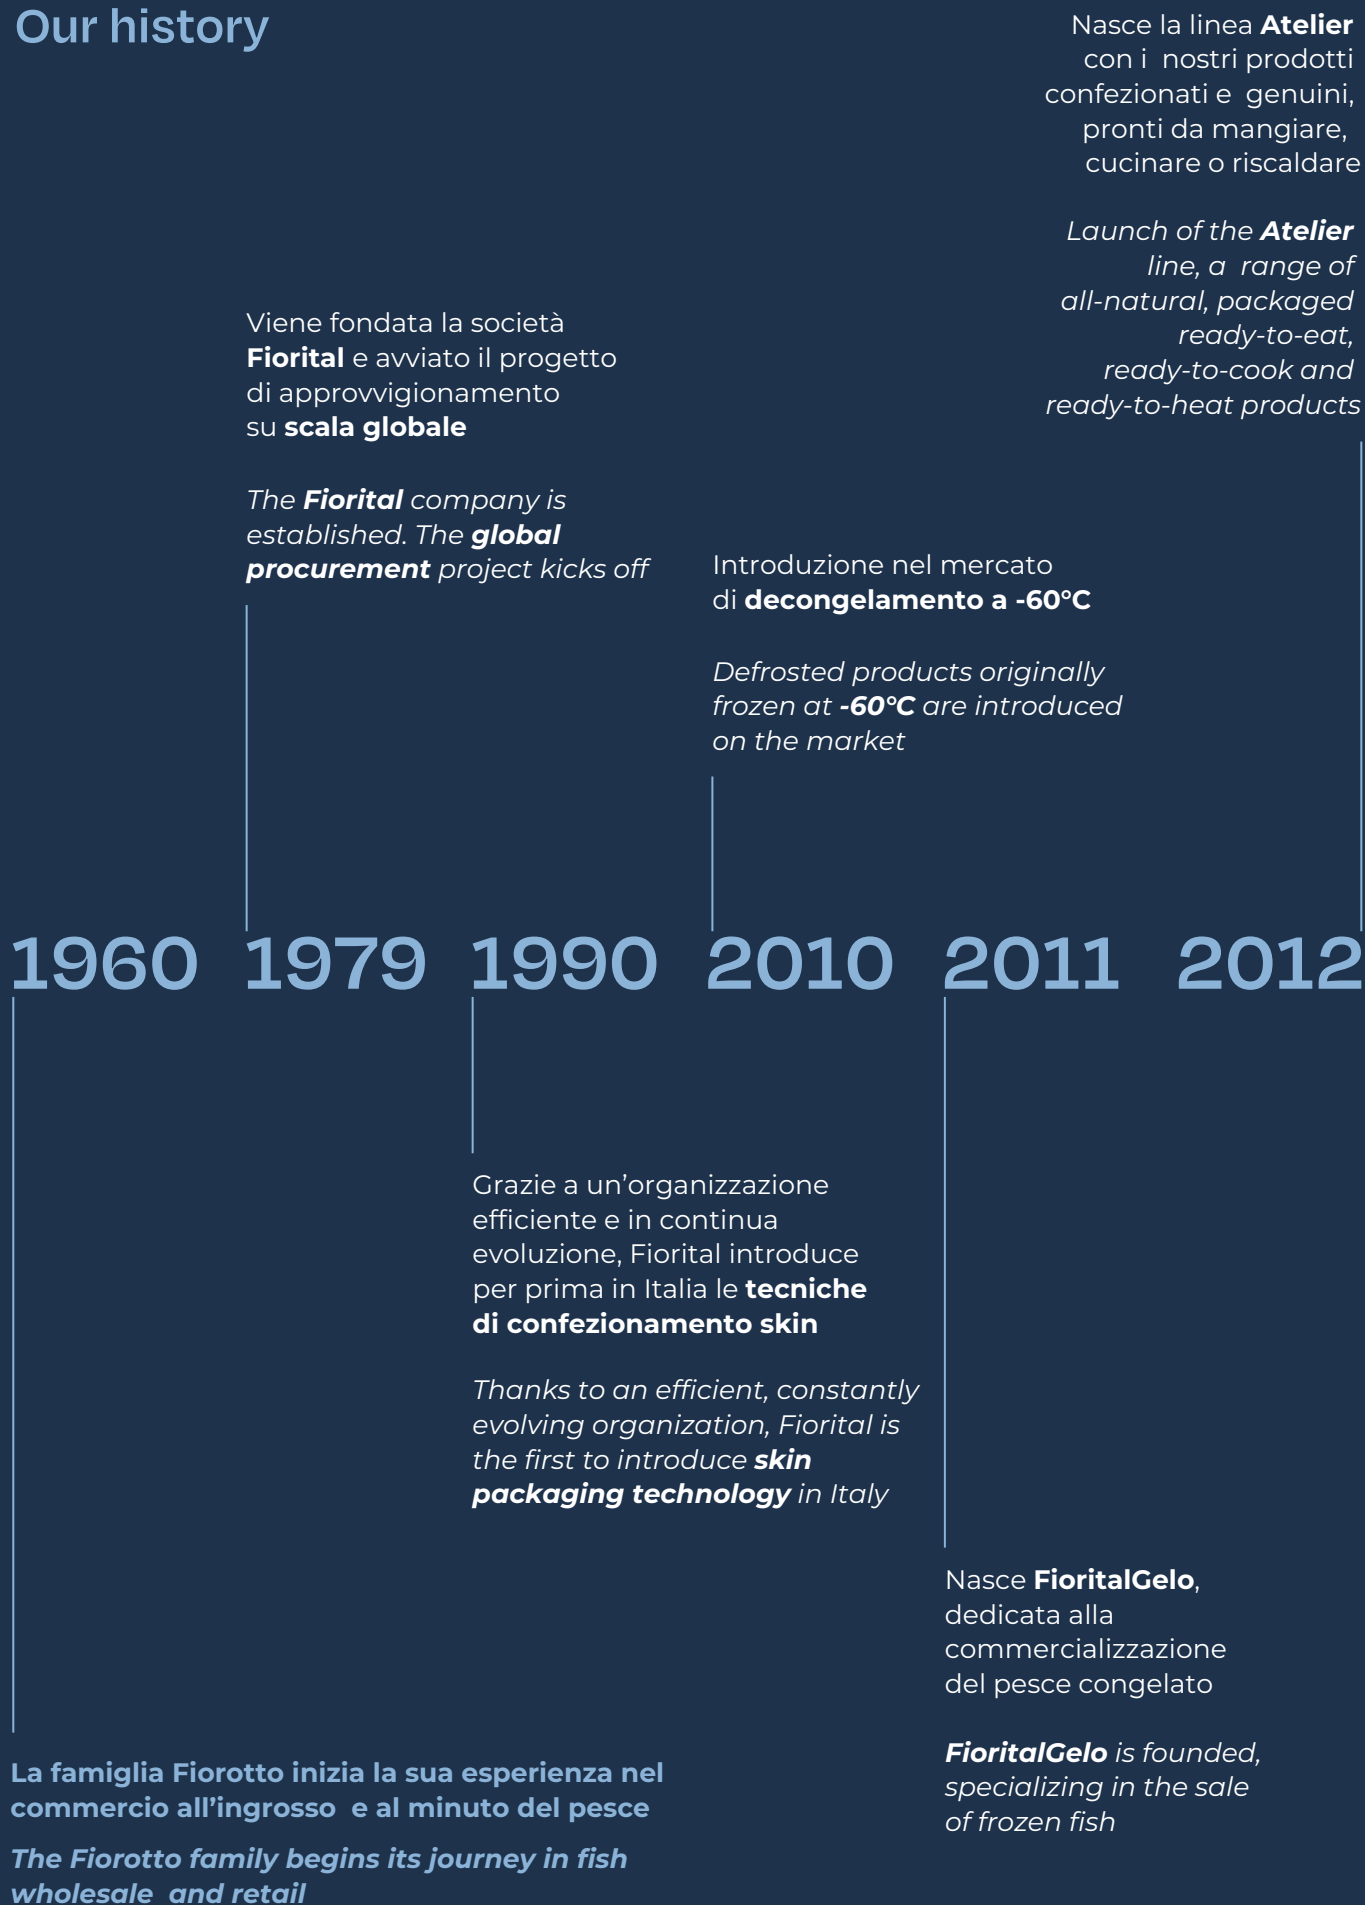 Our history
Nasce la linea Atelier
con i nostri prodotti
confezionati e genuini,
pronti da mangiare,
cucinare o riscaldare
Launch of the Atelier
line, a range of
all-natural, packaged
ready-to-eat,
ready-to-cook and
ready-to-heat products
Viene fondata la società
Fiorital e avviato il progetto
di approvvigionamento
su scala globale
The Fiorital company is
established. The global
procurement project kicks off
Introduzione nel mercato
di decongelamento a -60°C
Defrosted products originally
frozen at -60°C are introduced
on the market
1960 1979 1990 2010 2011 2012
Grazie a un’organizzazione
efficiente e in continua
evoluzione, Fiorital introduce
per prima in Italia le tecniche
di confezionamento skin
Thanks to an efficient, constantly
evolving organization, Fiorital is
the first to introduce skin
packaging technology in Italy
Nasce FioritalGelo,
dedicata alla
commercializzazione
del pesce congelato
FioritalGelo is founded,
specializing in the sale
of frozen fish
La famiglia Fiorotto inizia la sua esperienza nel
commercio all’ingrosso e al minuto del pesce
The Fiorotto family begins its journey in fish
wholesale and retail